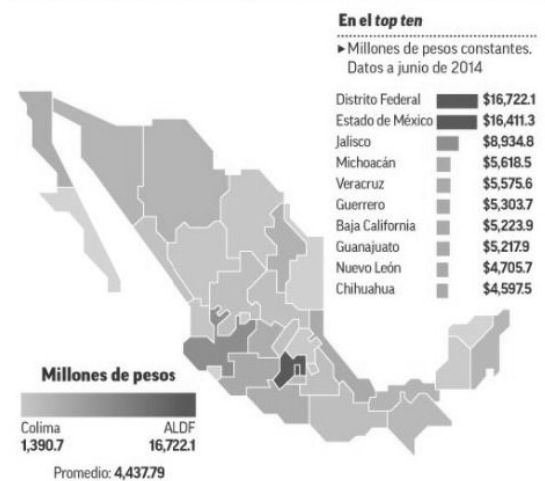 En el top ten
▸Millones de pesos constantes.
Datos a junio de 2014
Distrito Federal $16,722.1
Estado de México $16,411.3
Jalisco $8,934.8
Michoacán $5,618.5
Veracruz $5,575.6
Guerrero $5,303.7
Baja California $5,223.9
Guanajuato $5,217.9
Nuevo León $4,705.7
Chihuahua $4,597.5
Millones de pesos
Colima ALDF
1,390.7 16,722.1
Promedio: 4,437.79